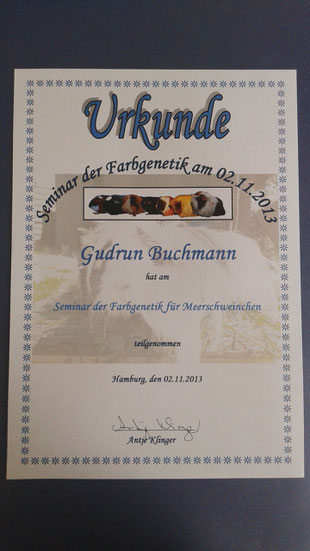 Urkunde
Seminar der Farbgenetik am 02.11.2013
Gudrun Buchmann
hat am
Seminar der Farbgenetik für Meerschweinchen
teilgenommen
Hamburg, den 02.11.2013
Antje Klinger